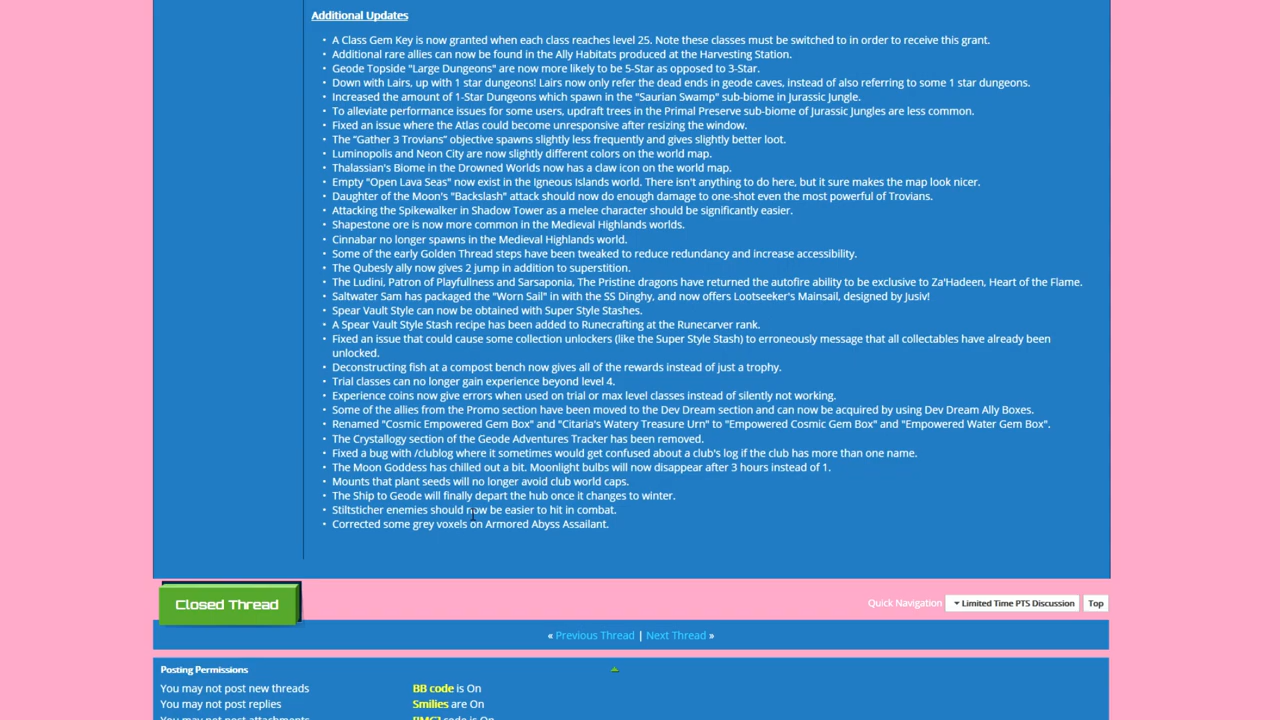 Additional Updates
• A Class Gem Key is now granted when each class reaches level 25. Note these classes must be switched to in order to receive this grant.
• Additional rare allies can now be found in the Ally Habitats produced at the Harvesting Station.
• Geode Topside "Large Dungeons" are now more likely to be 5-Star as opposed to 3-Star.
• Down with Lairs, up with 1 star dungeons! Lairs now only refer the dead ends in geode caves, instead of also referring to some 1 star dungeons.
• Increased the amount of 1-Star Dungeons which spawn in the "Saurian Swamp" sub-biome in Jurassic Jungle.
• To alleviate performance issues for some users, updraft trees in the Primal Preserve sub-biome of Jurassic Jungles are less common.
• Fixed an issue where the Atlas could become unresponsive after resizing the window.
• The “Gather 3 Trovians” objective spawns slightly less frequently and gives slightly better loot.
• Luminopolis and Neon City are now slightly different colors on the world map.
• Thalassian's Biome in the Drowned Worlds now has a claw icon on the world map.
• Empty "Open Lava Seas" now exist in the Igneous Islands world. There isn't anything to do here, but it sure makes the map look nicer.
• Daughter of the Moon's "Backslash" attack should now do enough damage to one-shot even the most powerful of Trovians.
• Attacking the Spikewalker in Shadow Tower as a melee character should be significantly easier.
• Shapestone ore is now more common in the Medieval Highlands worlds.
• Cinnabar no longer spawns in the Medieval Highlands world.
• Some of the early Golden Thread steps have been tweaked to reduce redundancy and increase accessibility.
• The Qubesly ally now gives 2 jump in addition to superstition.
• The Ludini, Patron of Playfullness and Sarsaponia, The Pristine dragons have returned the autofire ability to be exclusive to Za'Hadeen, Heart of the Flame.
• Saltwater Sam has packaged the "Worn Sail" in with the SS Dinghy, and now offers Lootseeker's Mainsail, designed by Jusiv!
• Spear Vault Style can now be obtained with Super Style Stashes.
• A Spear Vault Style Stash recipe has been added to Runecrafting at the Runecarver rank.
• Fixed an issue that could cause some collection unlockers (like the Super Style Stash) to erroneously message that all collectables have already been
unlocked.
• Deconstructing fish at a compost bench now gives all of the rewards instead of just a trophy.
• Trial classes can no longer gain experience beyond level 4.
• Experience coins now give errors when used on trial or max level classes instead of silently not working.
• Some of the allies from the Promo section have been moved to the Dev Dream section and can now be acquired by using Dev Dream Ally Boxes.
• Renamed "Cosmic Empowered Gem Box" and "Citaria's Watery Treasure Urn" to "Empowered Cosmic Gem Box" and "Empowered Water Gem Box".
• The Crystallogy section of the Geode Adventures Tracker has been removed.
• Fixed a bug with /clublog where it sometimes would get confused about a club's log if the club has more than one name.
• The Moon Goddess has chilled out a bit. Moonlight bulbs will now disappear after 3 hours instead of 1.
• Mounts that plant seeds will no longer avoid club world caps.
• The Ship to Geode will finally depart the hub once it changes to winter.
• Stiltsticher enemies should now be easier to hit in combat.
• Corrected some grey voxels on Armored Abyss Assailant.
Closed Thread
Quick Navigation Limited Time PTS Discussion Top
« Previous Thread | Next Thread »
Posting Permissions
You may not post new threads BB code is On
You may not post replies Smilies are On
You may not post attachments [IMG] code is On